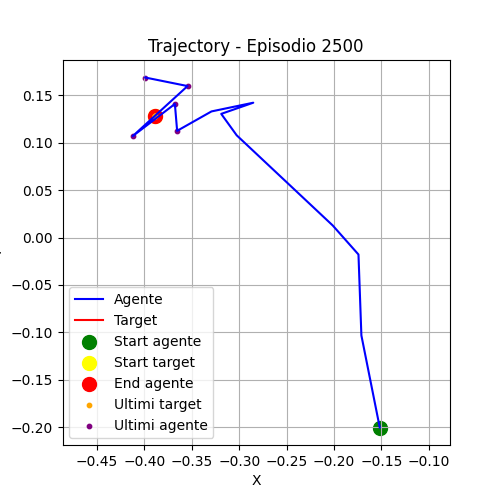 Trajectory - Episodio 2500
0.15
0.10
0.05
0.00
−0.05
−0.10
−0.15
−0.20
Agente
Target
Start agente
Start target
End agente
Ultimi target
Ultimi agente
−0.45 −0.40 −0.35 −0.30 −0.25 −0.20 −0.15 −0.10
X